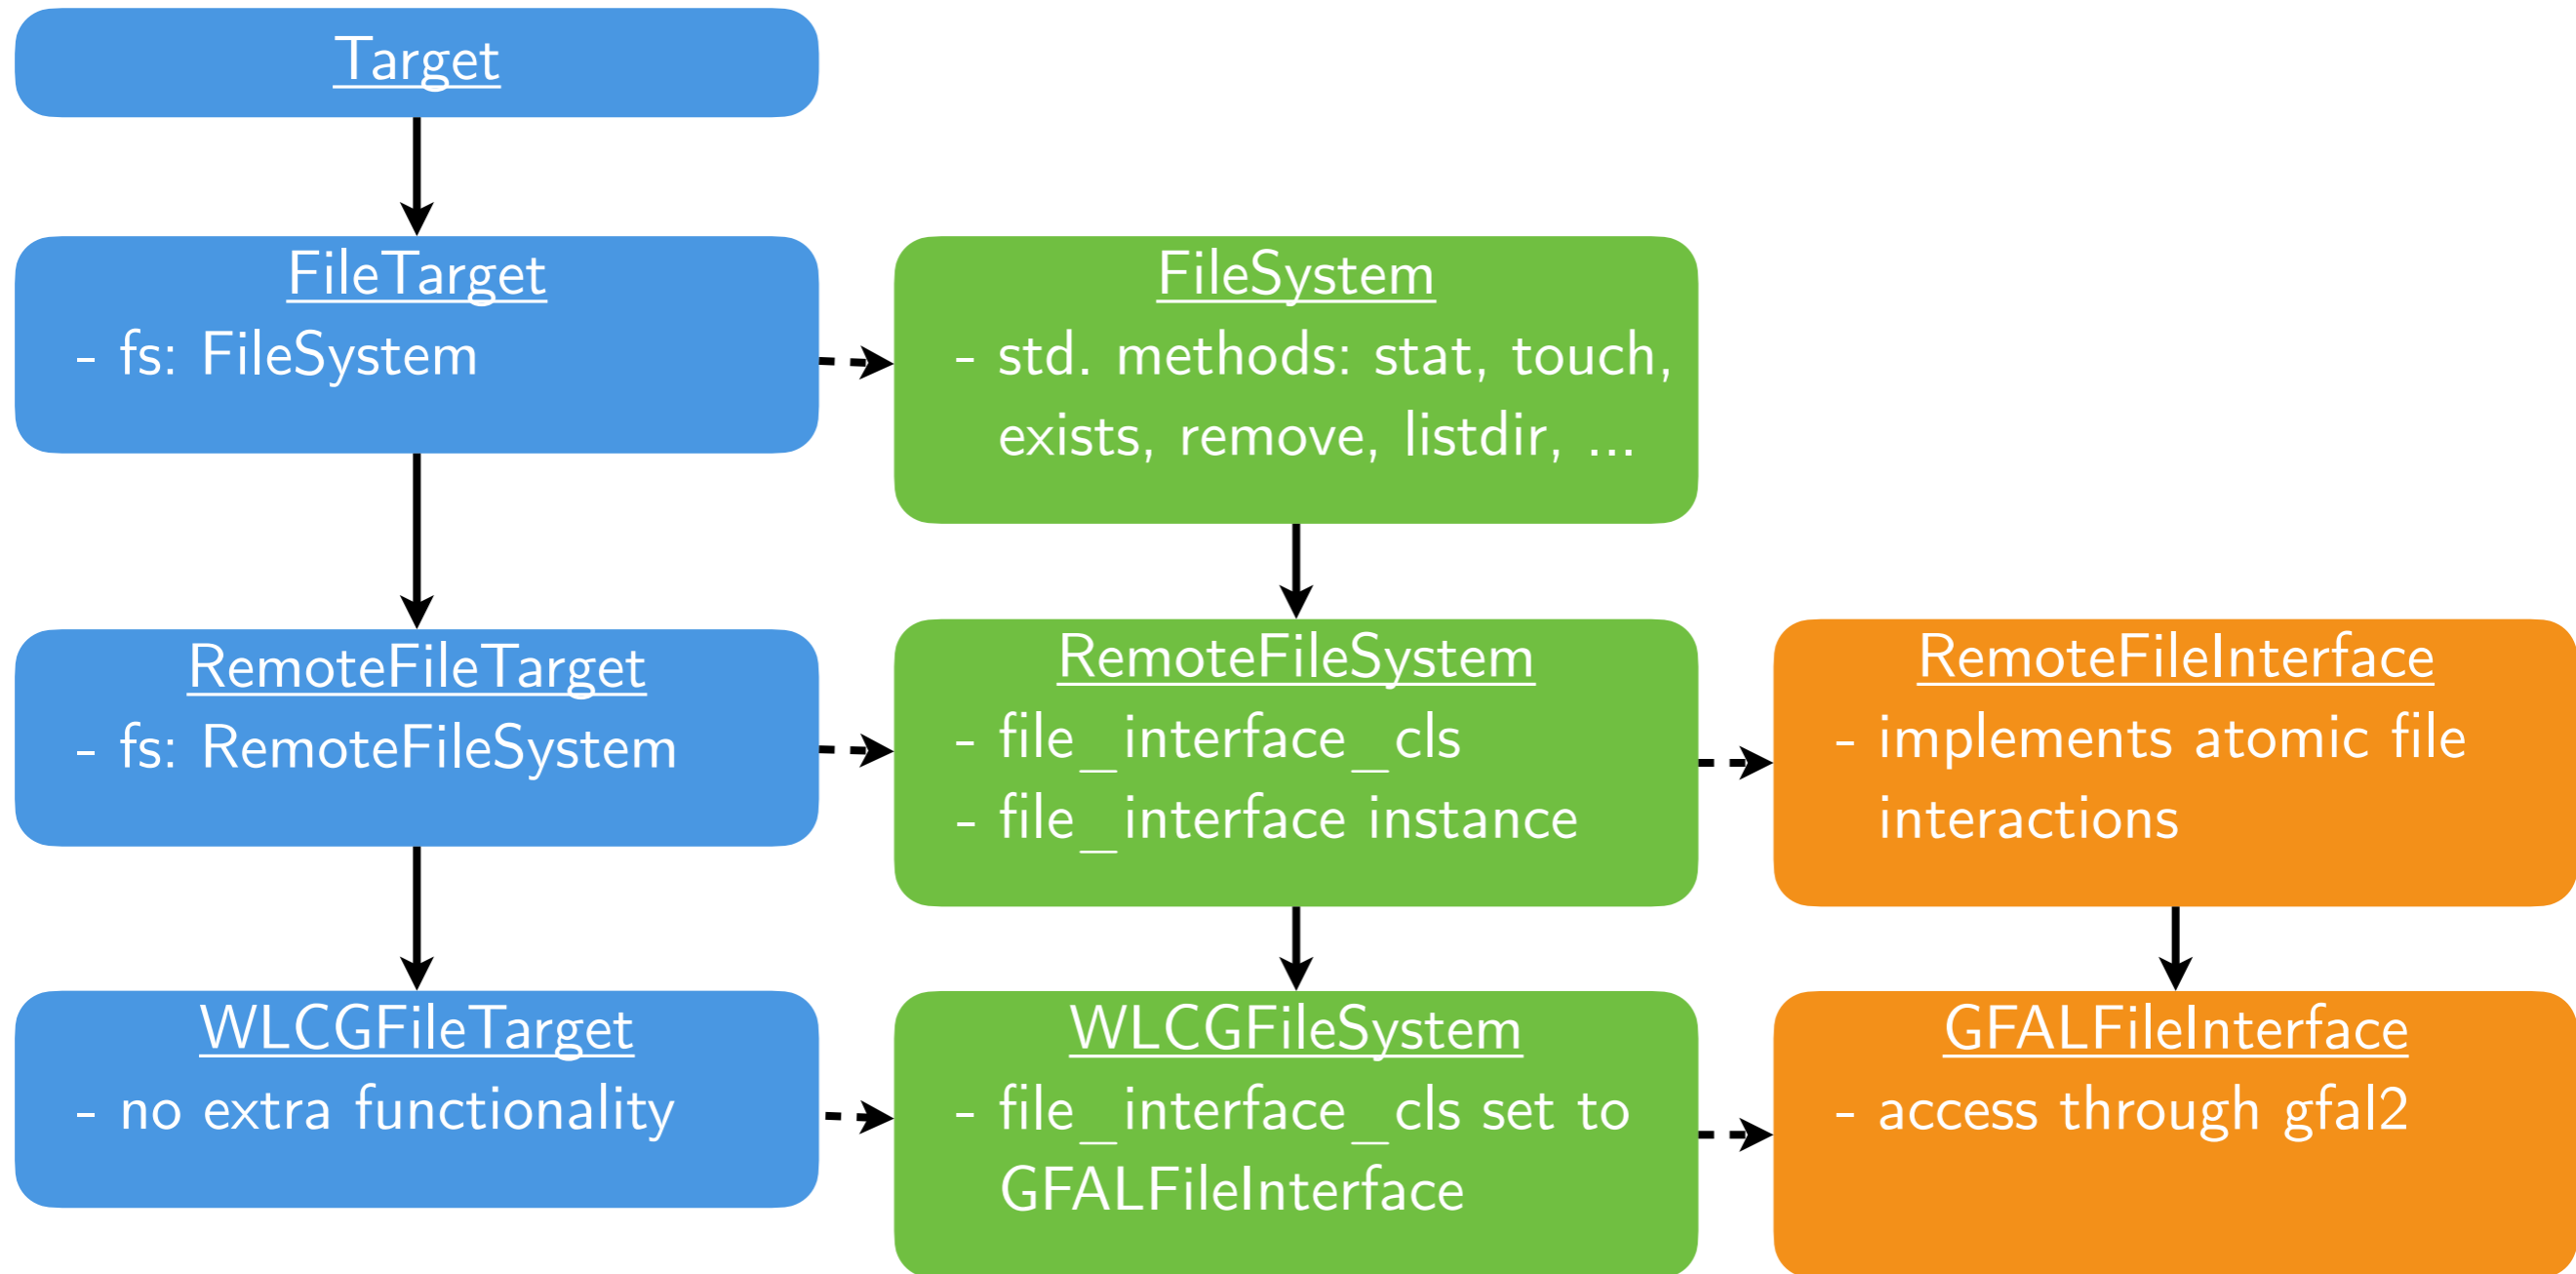 Target
FileTarget
- fs: FileSystem
FileSystem
- std. methods: stat, touch,
exists, remove, listdir, ...
RemoteFileTarget
- fs: RemoteFileSystem
RemoteFileSystem
- file_interface_cls
- file_interface instance
RemoteFileInterface
- implements atomic file
interactions
WLCGFileTarget
- no extra functionality
WLCGFileSystem
- file_interface_cls set to
GFALFileInterface
GFALFileInterface
- access through gfal2